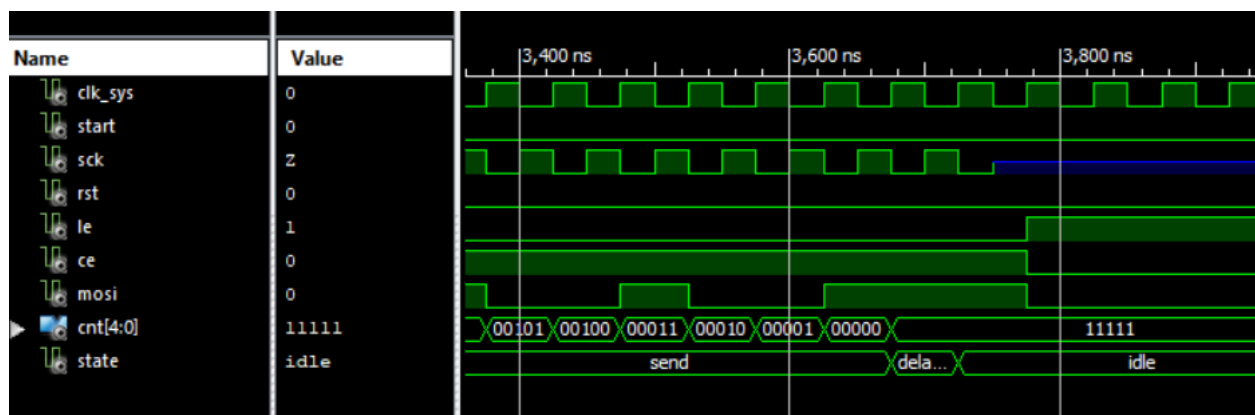 Name Value 3,400 ns 3,600 ns 3,800 ns
clk_sys 0
start 0
sck Z
rst 0
le 1
ce 0
mosi 0
cnt[4:0] 11111 00101 00100 00011 00010 00001 00000 11111
state idle send dela... idle